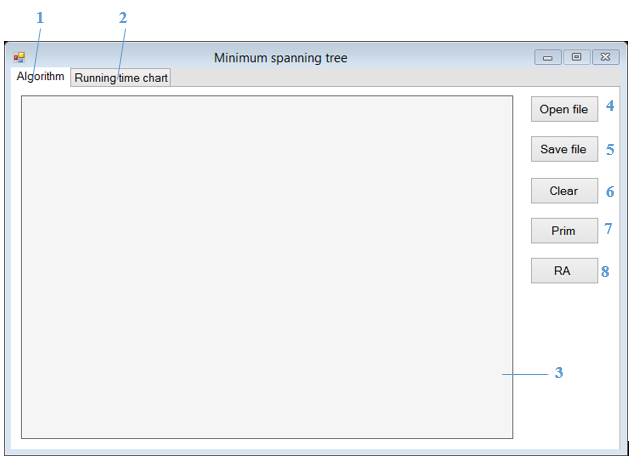 1 2
Minimum spanning tree
Algorithm Running time chart
Open file 4
Save file 5
Clear 6
Prim 7
RA 8
3